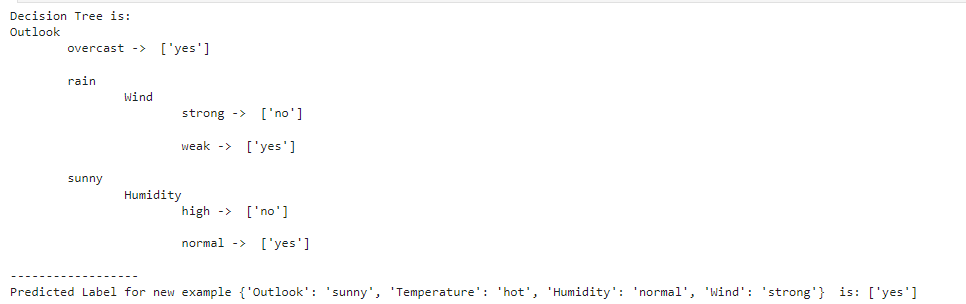 Decision Tree is:
Outlook
overcast -> ['yes']
rain
Wind
strong -> ['no']
weak -> ['yes']
sunny
Humidity
high -> ['no']
normal -> ['yes']
------------------
Predicted Label for new example {'Outlook': 'sunny', 'Temperature': 'hot', 'Humidity': 'normal', 'Wind': 'strong'}  is: ['yes']